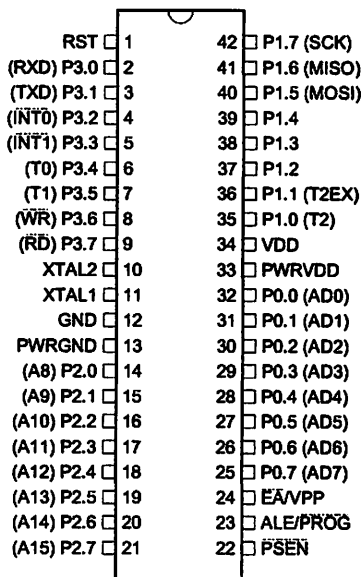 RST 1 42 P1.7 (SCK)
(RXD) P3.0 2 41 P1.6 (MISO)
(TXD) P3.1 3 40 P1.5 (MOSI)
(I̅N̅T̅0̅) P3.2 4 39 P1.4
(I̅N̅T̅1̅) P3.3 5 38 P1.3
(T0) P3.4 6 37 P1.2
(T1) P3.5 7 36 P1.1 (T2EX)
(W̅R̅) P3.6 8 35 P1.0 (T2)
(R̅D̅) P3.7 9 34 VDD
XTAL2 10 33 PWRVDD
XTAL1 11 32 P0.0 (AD0)
GND 12 31 P0.1 (AD1)
PWRGND 13 30 P0.2 (AD2)
(A8) P2.0 14 29 P0.3 (AD3)
(A9) P2.1 15 28 P0.4 (AD4)
(A10) P2.2 16 27 P0.5 (AD5)
(A11) P2.3 17 26 P0.6 (AD6)
(A12) P2.4 18 25 P0.7 (AD7)
(A13) P2.5 19 24 E̅A̅/VPP
(A14) P2.6 20 23 ALE/P̅R̅O̅G̅
(A15) P2.7 21 22 P̅S̅E̅N̅